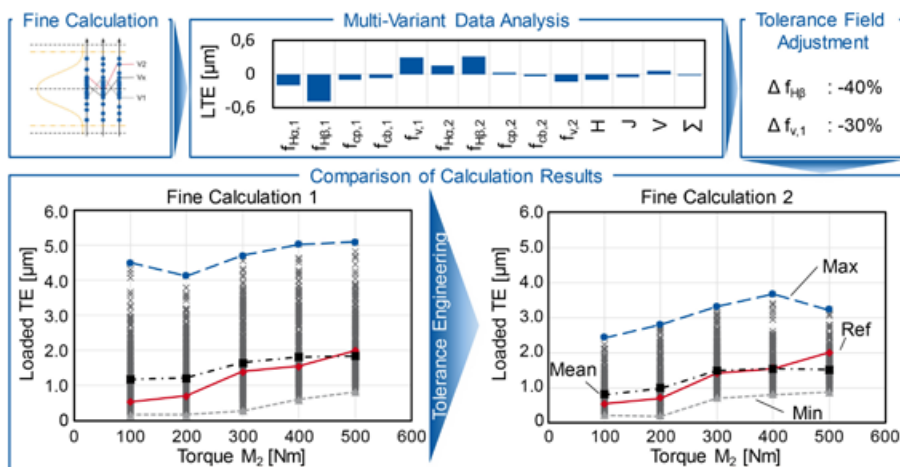 Fine Calculation
V2
Vx
V1
Multi-Variant Data Analysis
LTE [µm]
0,6
0
-0,6
fHα,1
fHβ,1
fcp,1
fcb,1
fv,1
fHα,2
fHβ,2
fcp,2
fcb,2
fv,2
H
J
V
Σ
Tolerance Field
Adjustment
Δ fHβ : -40%
Δ fv,1 : -30%
Comparison of Calculation Results
Fine Calculation 1
Loaded TE [µm]
6.0
5.0
4.0
3.0
2.0
1.0
0
0 100 200 300 400 500 600
Torque M2 [Nm]
Tolerance Engineering
Fine Calculation 2
Loaded TE [µm]
6.0
5.0
4.0
3.0
2.0
1.0
0
Max
Ref
Mean
Min
0 100 200 300 400 500 600
Torque M2 [Nm]